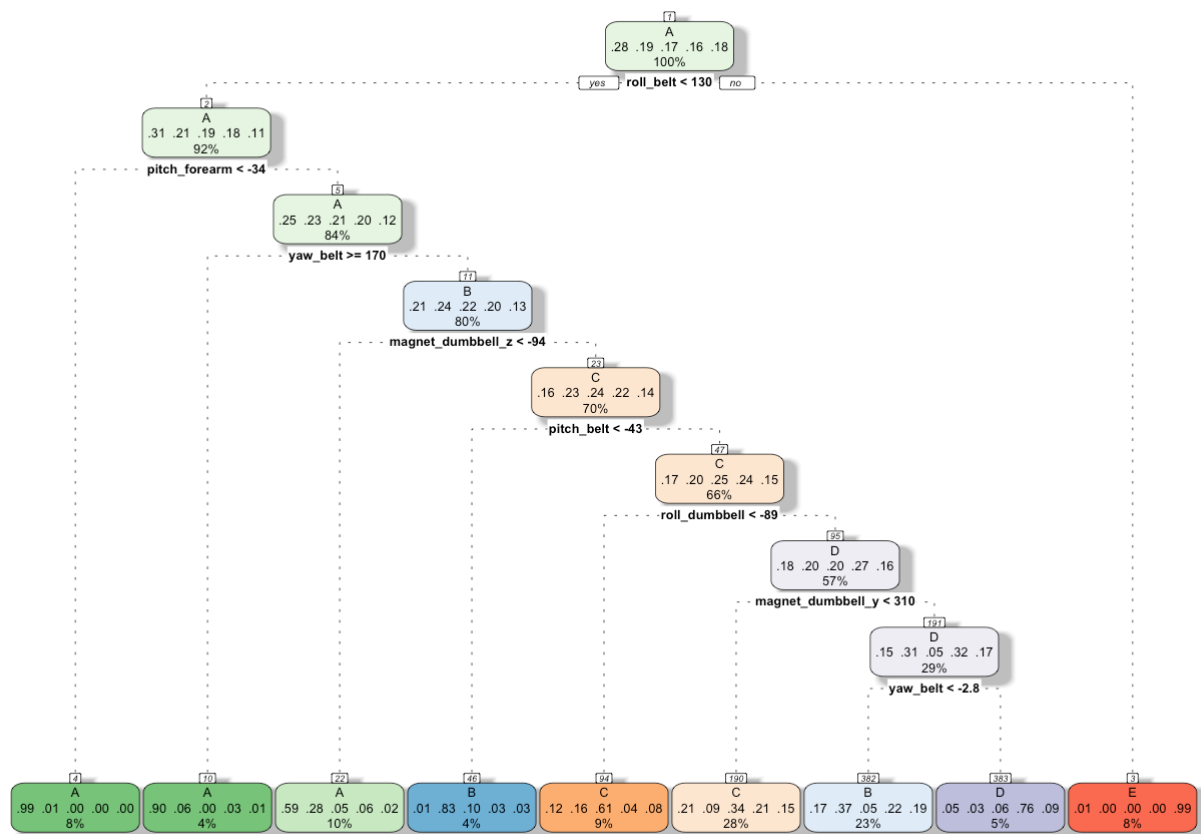 1
A
.28 .19 .17 .16 .18
100%
yes roll_belt < 130 no
2
A
.31 .21 .19 .18 .11
92%
pitch_forearm < -34
5
A
.25 .23 .21 .20 .12
84%
yaw_belt >= 170
11
B
.21 .24 .22 .20 .13
80%
magnet_dumbbell_z < -94
23
C
.16 .23 .24 .22 .14
70%
pitch_belt < -43
47
C
.17 .20 .25 .24 .15
66%
roll_dumbbell < -89
95
D
.18 .20 .20 .27 .16
57%
magnet_dumbbell_y < 310
191
D
.15 .31 .05 .32 .17
29%
yaw_belt < -2.8
4
A
.99 .01 .00 .00 .00
8%
10
A
.90 .06 .00 .03 .01
4%
22
A
.59 .28 .05 .06 .02
10%
46
B
.01 .83 .10 .03 .03
4%
94
C
.12 .16 .61 .04 .08
9%
190
C
.21 .09 .34 .21 .15
28%
382
B
.17 .37 .05 .22 .19
23%
383
D
.05 .03 .06 .76 .09
5%
3
E
.01 .00 .00 .00 .99
8%